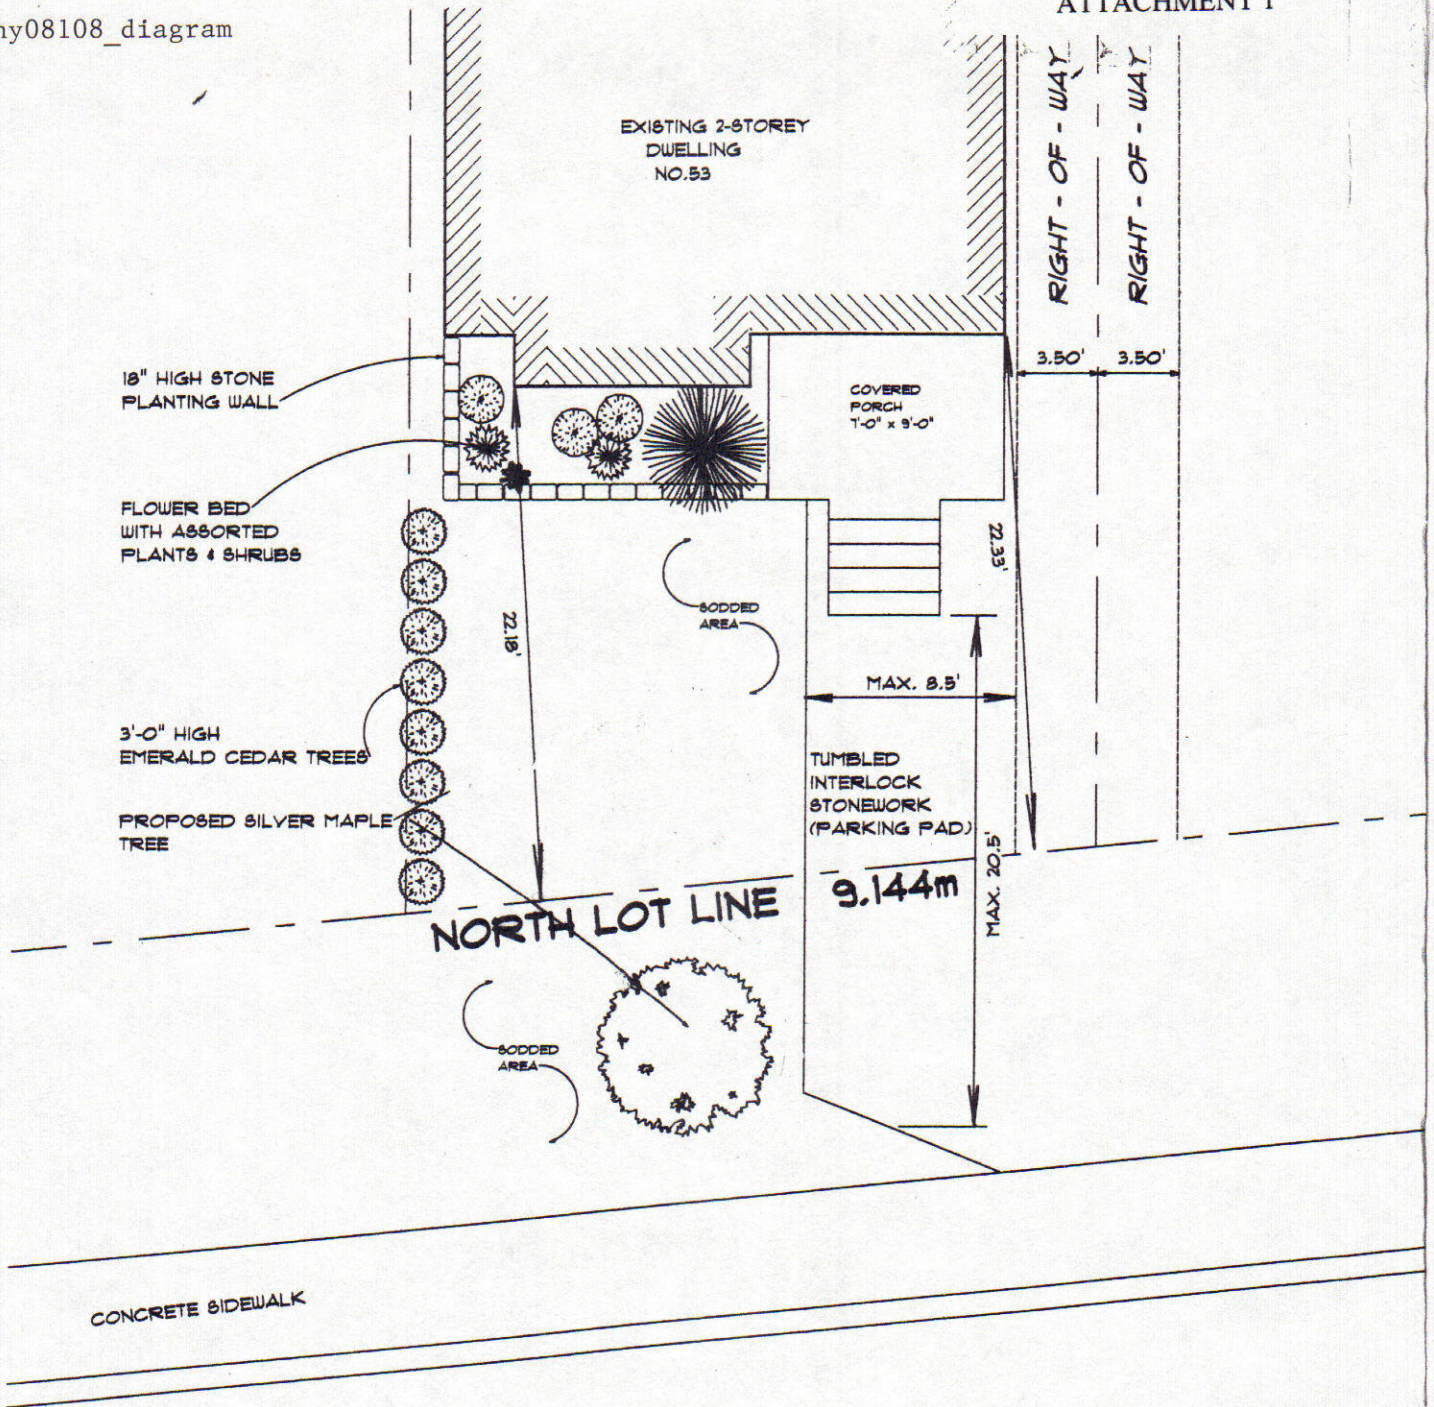 ny08108_diagram
ATTACHMENT 1
RIGHT - OF - WAY
RIGHT - OF - WAY
EXISTING 2-STOREY
DWELLING
NO.53
3.50'
3.50'
18" HIGH STONE
PLANTING WALL
COVERED
PORCH
7'-0" x 9'-0"
FLOWER BED
WITH ASSORTED
PLANTS & SHRUBS
22.33'
22.18'
SODDED
AREA
MAX. 8.5'
3'-0" HIGH
EMERALD CEDAR TREES
TUMBLED
INTERLOCK
STONEWORK
(PARKING PAD)
PROPOSED SILVER MAPLE
TREE
MAX. 20.5'
NORTH LOT LINE 9.144m
SODDED
AREA
CONCRETE SIDEWALK